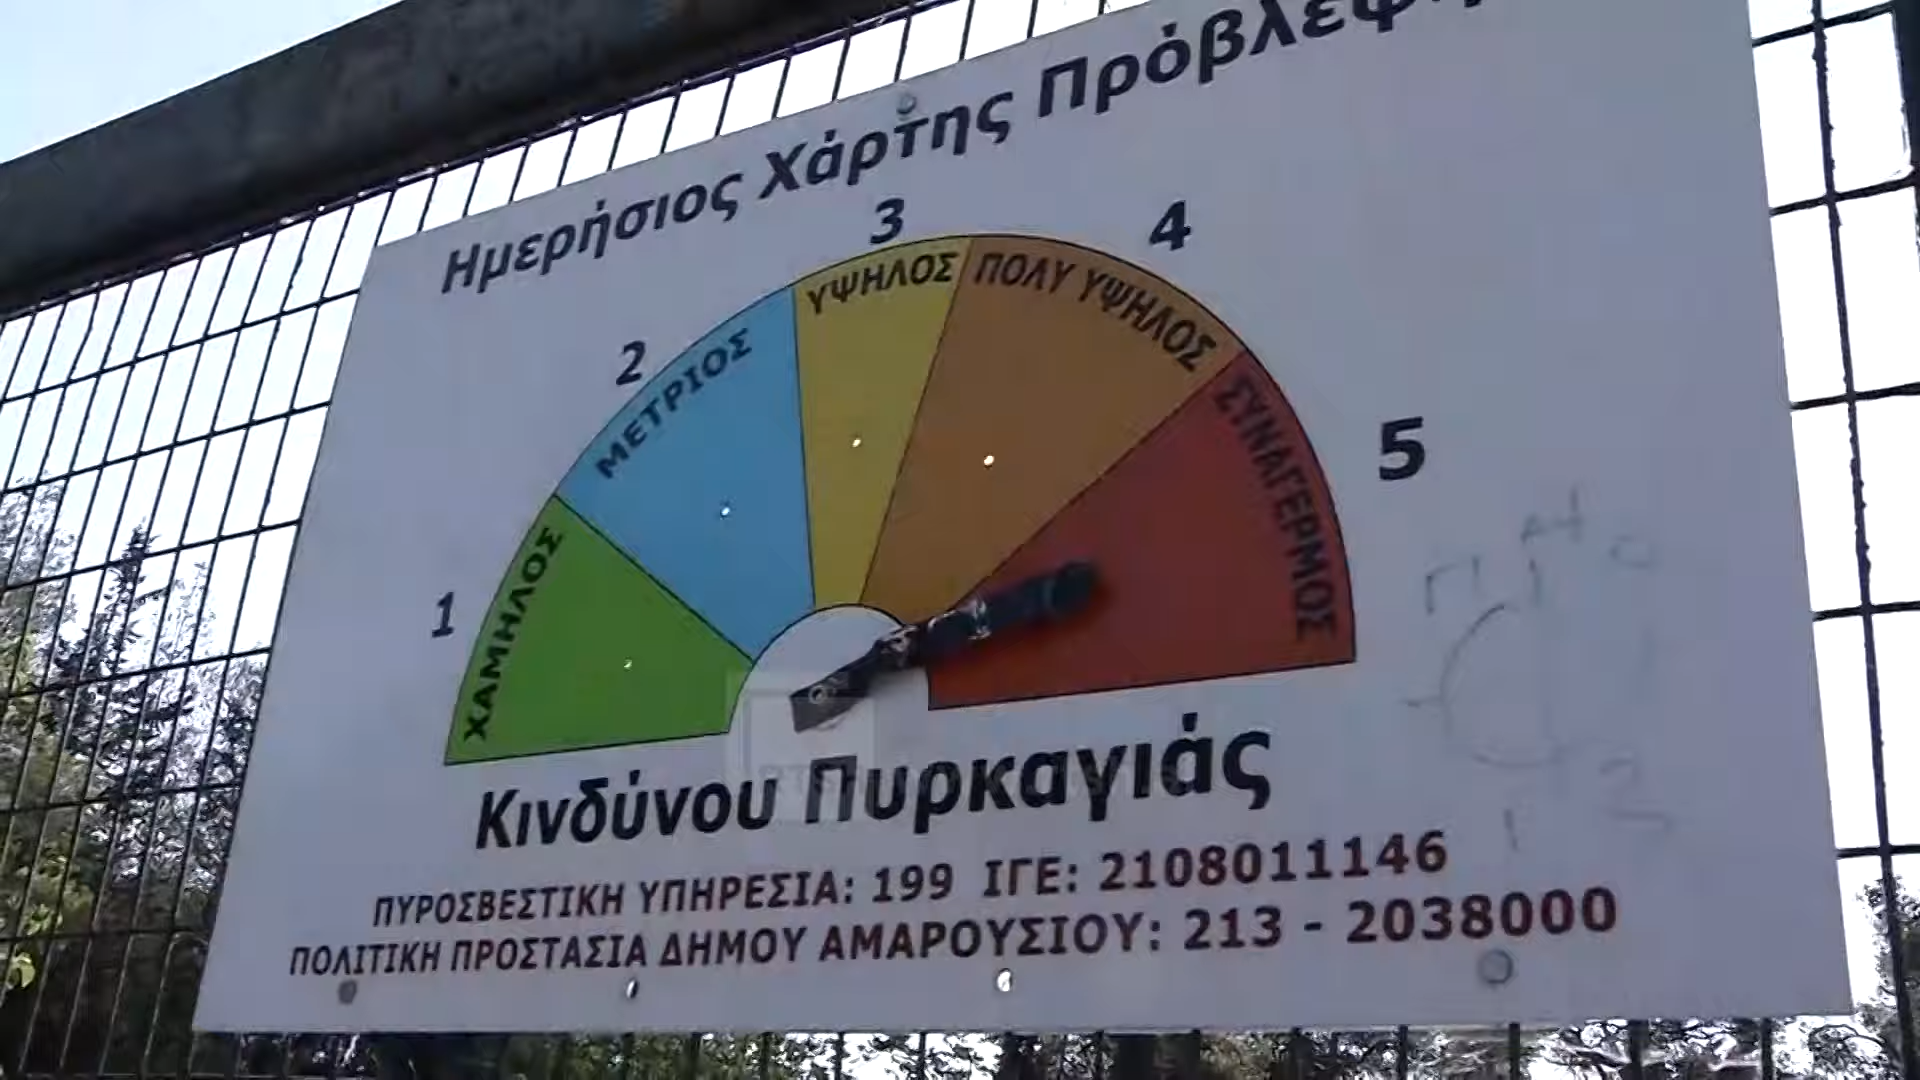 Ημερήσιος Χάρτης
3
4
ΥΨΗΛΟΣ
ΠΟΛΥ ΥΨΗΛΟΣ
2
ΜΕΤΡΙΟΣ
5
ΣΥΝΑΓΕΡΜΟΣ
1
ΧΑΜΗΛΟΣ
Κινδύνου Πυρκαγιάς
ΠΥΡΟΣΒΕΣΤΙΚΗ ΥΠΗΡΕΣΙΑ: 199 ΙΓΕ: 2108011146
ΠΟΛΙΤΙΚΗ ΠΡΟΣΤΑΣΙΑ ΔΗΜΟΥ ΑΜΑΡΟΥΣΙΟΥ: 213 - 2038000